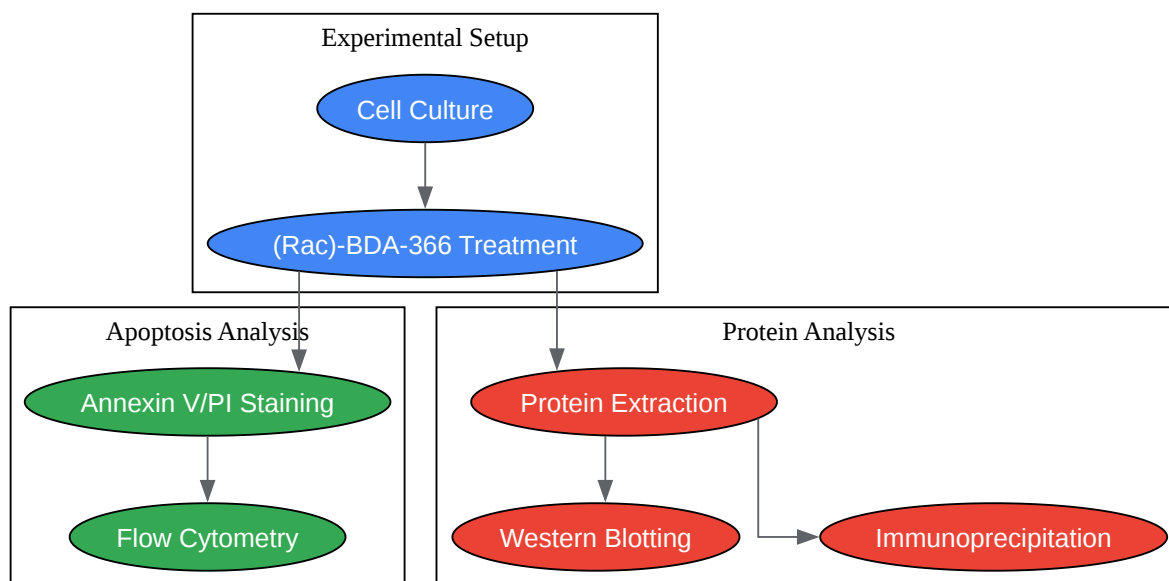 Experimental Setup
Cell Culture
(Rac)-BDA-366 Treatment
Apoptosis Analysis
Protein Analysis
Annexin V/PI Staining
Protein Extraction
Flow Cytometry
Western Blotting
Immunoprecipitation